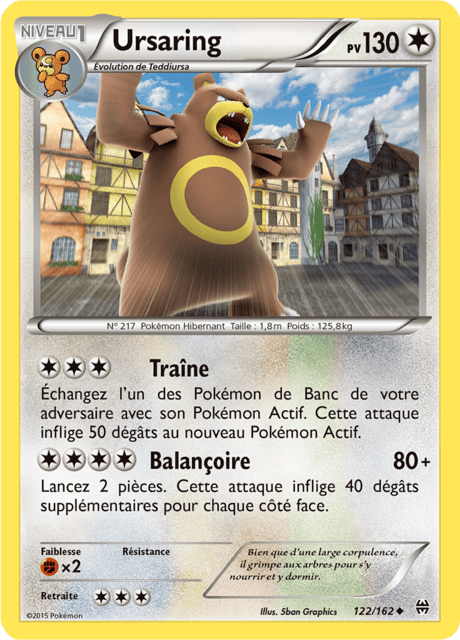 NIVEAU 1
Ursaring
PV 130
Évolution de Teddiursa
N° 217 Pokémon Hibernant Taille : 1,8m Poids : 125,8kg
Traîne
Échangez l'un des Pokémon de Banc de votre
adversaire avec son Pokémon Actif. Cette attaque
inflige 50 dégâts au nouveau Pokémon Actif.
Balançoire 80+
Lancez 2 pièces. Cette attaque inflige 40 dégâts
supplémentaires pour chaque côté face.
Faiblesse Résistance
×2
Retraite
Bien que d'une large corpulence,
il grimpe aux arbres pour s'y
nourrir et y dormir.
©2015 Pokémon
Illus. 5ban Graphics 122/162